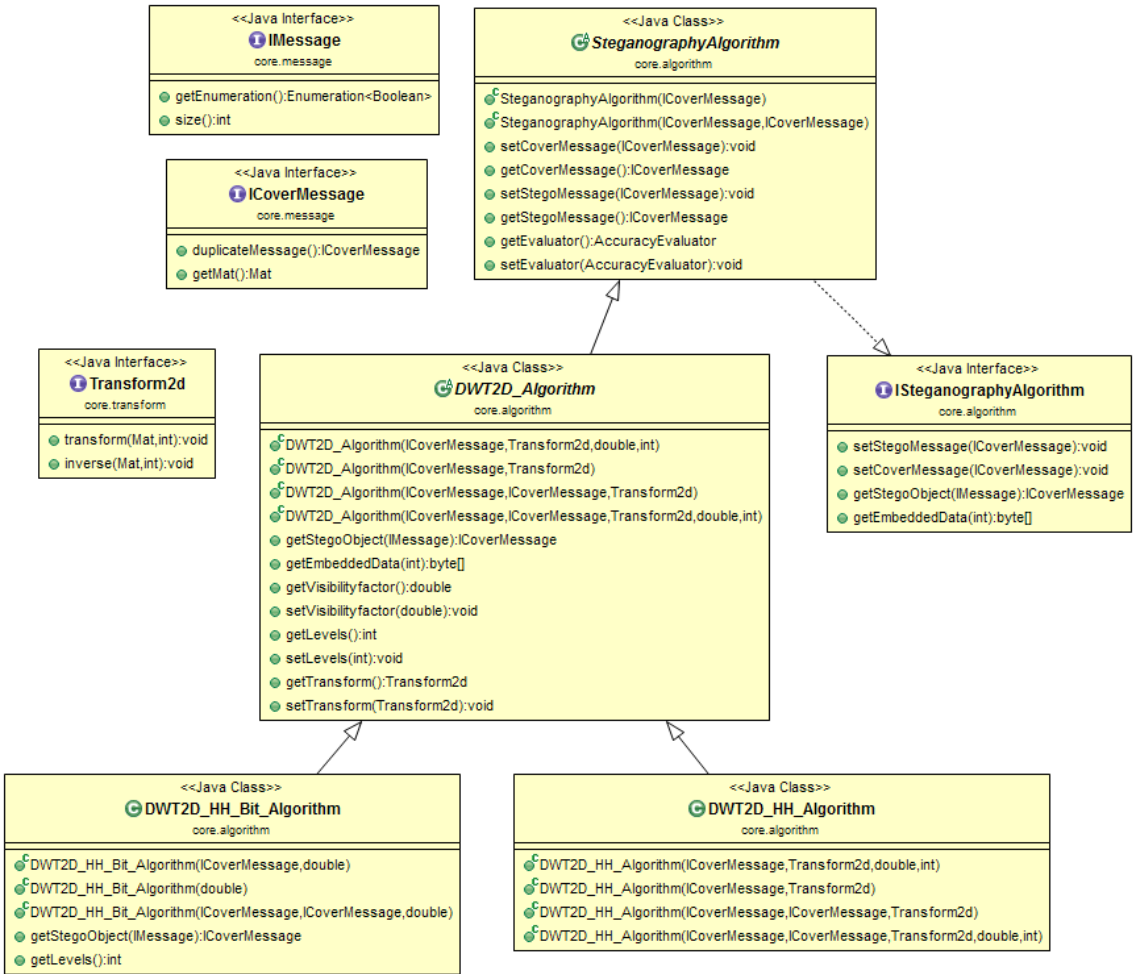 <<Java Interface>>
IMessage
core.message
getEnumeration():Enumeration<Boolean>
size():int
<<Java Class>>
SteganographyAlgorithm
core.algorithm
SteganographyAlgorithm(ICoverMessage)
SteganographyAlgorithm(ICoverMessage,ICoverMessage)
setCoverMessage(ICoverMessage):void
getCoverMessage():ICoverMessage
setStegoMessage(ICoverMessage):void
getStegoMessage():ICoverMessage
getEvaluator():AccuracyEvaluator
setEvaluator(AccuracyEvaluator):void
<<Java Interface>>
ICoverMessage
core.message
duplicateMessage():ICoverMessage
getMat():Mat
<<Java Interface>>
Transform2d
core.transform
transform(Mat,int):void
inverse(Mat,int):void
<<Java Class>>
DWT2D_Algorithm
core.algorithm
DWT2D_Algorithm(ICoverMessage,Transform2d,double,int)
DWT2D_Algorithm(ICoverMessage,Transform2d)
DWT2D_Algorithm(ICoverMessage,ICoverMessage,Transform2d)
DWT2D_Algorithm(ICoverMessage,ICoverMessage,Transform2d,double,int)
getStegoObject(IMessage):ICoverMessage
getEmbeddedData(int):byte[]
getVisibilityfactor():double
setVisibilityfactor(double):void
getLevels():int
setLevels(int):void
getTransform():Transform2d
setTransform(Transform2d):void
<<Java Interface>>
ISteganographyAlgorithm
core.algorithm
setStegoMessage(ICoverMessage):void
setCoverMessage(ICoverMessage):void
getStegoObject(IMessage):ICoverMessage
getEmbeddedData(int):byte[]
<<Java Class>>
DWT2D_HH_Bit_Algorithm
core.algorithm
DWT2D_HH_Bit_Algorithm(ICoverMessage,double)
DWT2D_HH_Bit_Algorithm(double)
DWT2D_HH_Bit_Algorithm(ICoverMessage,ICoverMessage,double)
getStegoObject(IMessage):ICoverMessage
getLevels():int
<<Java Class>>
DWT2D_HH_Algorithm
core.algorithm
DWT2D_HH_Algorithm(ICoverMessage,Transform2d,double,int)
DWT2D_HH_Algorithm(ICoverMessage,Transform2d)
DWT2D_HH_Algorithm(ICoverMessage,ICoverMessage,Transform2d)
DWT2D_HH_Algorithm(ICoverMessage,ICoverMessage,Transform2d,double,int)